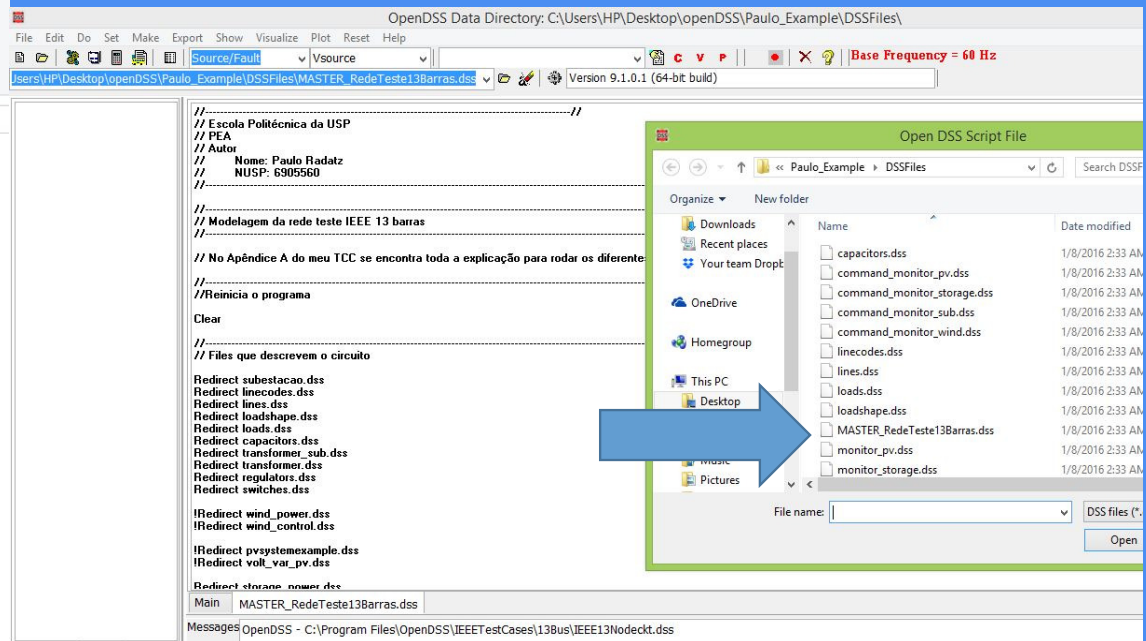 OpenDSS Data Directory: C:\Users\HP\Desktop\openDSS\Paulo_Example\DSSFiles\
File Edit Do Set Make Export Show Visualize Plot Reset Help
Source/Fault Vsource C V P Base Frequency = 60 Hz
Jsers\HP\Desktop\openDSS\Paulo_Example\DSSFiles\MASTER_RedeTeste13Barras.dss Version 9.1.0.1 (64-bit build)
//---------------------------------------------------------------------------//
// Escola Politécnica da USP
// PEA
// Autor
// Nome: Paulo Radatz
// NUSP: 6905560
//---------------------------------------------------------------------------
//---------------------------------------------------------------------------
// Modelagem da rede teste IEEE 13 barras
//---------------------------------------------------------------------------
// No Apêndice A do meu TCC se encontra toda a explicação para rodar os diferente
//---------------------------------------------------------------------------
//Reinicia o programa
Clear
//---------------------------------------------------------------------------
// Files que descrevem o circuito
Redirect subestacao.dss
Redirect linecodes.dss
Redirect lines.dss
Redirect loadshape.dss
Redirect loads.dss
Redirect capacitors.dss
Redirect transformer_sub.dss
Redirect transformer.dss
Redirect regulators.dss
Redirect switches.dss
!Redirect wind_power.dss
!Redirect wind_control.dss
!Redirect pvsystemexample.dss
!Redirect volt_var_pv.dss
Redirect storage_power.dss
Main MASTER_RedeTeste13Barras.dss
Messages OpenDSS - C:\Program Files\OpenDSS\IEEETestCases\13Bus\IEEE13Nodeckt.dss
Open DSS Script File
« Paulo_Example DSSFiles Search DSSF
Organize New folder
Downloads
Recent places
Your team Dropb
OneDrive
Homegroup
This PC
Desktop
Music
Pictures
Name Date modified
capacitors.dss 1/8/2016 2:33 AM
command_monitor_pv.dss 1/8/2016 2:33 AM
command_monitor_storage.dss 1/8/2016 2:33 AM
command_monitor_sub.dss 1/8/2016 2:33 AM
command_monitor_wind.dss 1/8/2016 2:33 AM
linecodes.dss 1/8/2016 2:33 AM
lines.dss 1/8/2016 2:33 AM
loads.dss 1/8/2016 2:33 AM
loadshape.dss 1/8/2016 2:33 AM
MASTER_RedeTeste13Barras.dss 1/8/2016 2:33 AM
monitor_pv.dss 1/8/2016 2:33 AM
monitor_storage.dss 1/8/2016 2:33 AM
File name: DSS files (*.
Open